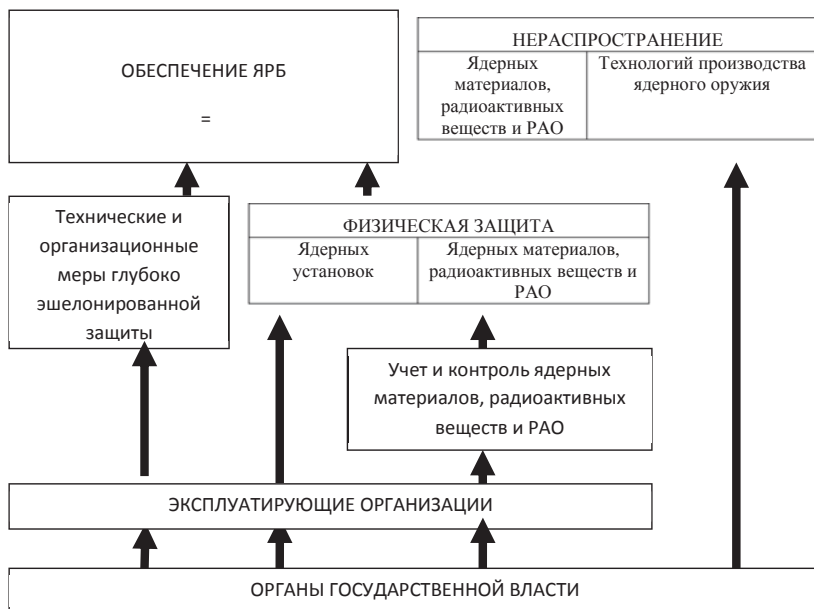 ОБЕСПЕЧЕНИЕ ЯРБ
=
НЕРАСПРОСТРАНЕНИЕ
Ядерных
материалов,
радиоактивных
веществ и РАО
Технологий производства
ядерного оружия
Технические и
организационные
меры глубоко
эшелонированной
защиты
ФИЗИЧЕСКАЯ ЗАЩИТА
Ядерных
установок
Ядерных материалов,
радиоактивных веществ и
РАО
Учет и контроль ядерных
материалов, радиоактивных
веществ и РАО
ЭКСПЛУАТИРУЮЩИЕ ОРГАНИЗАЦИИ
ОРГАНЫ ГОСУДАРСТВЕННОЙ ВЛАСТИ